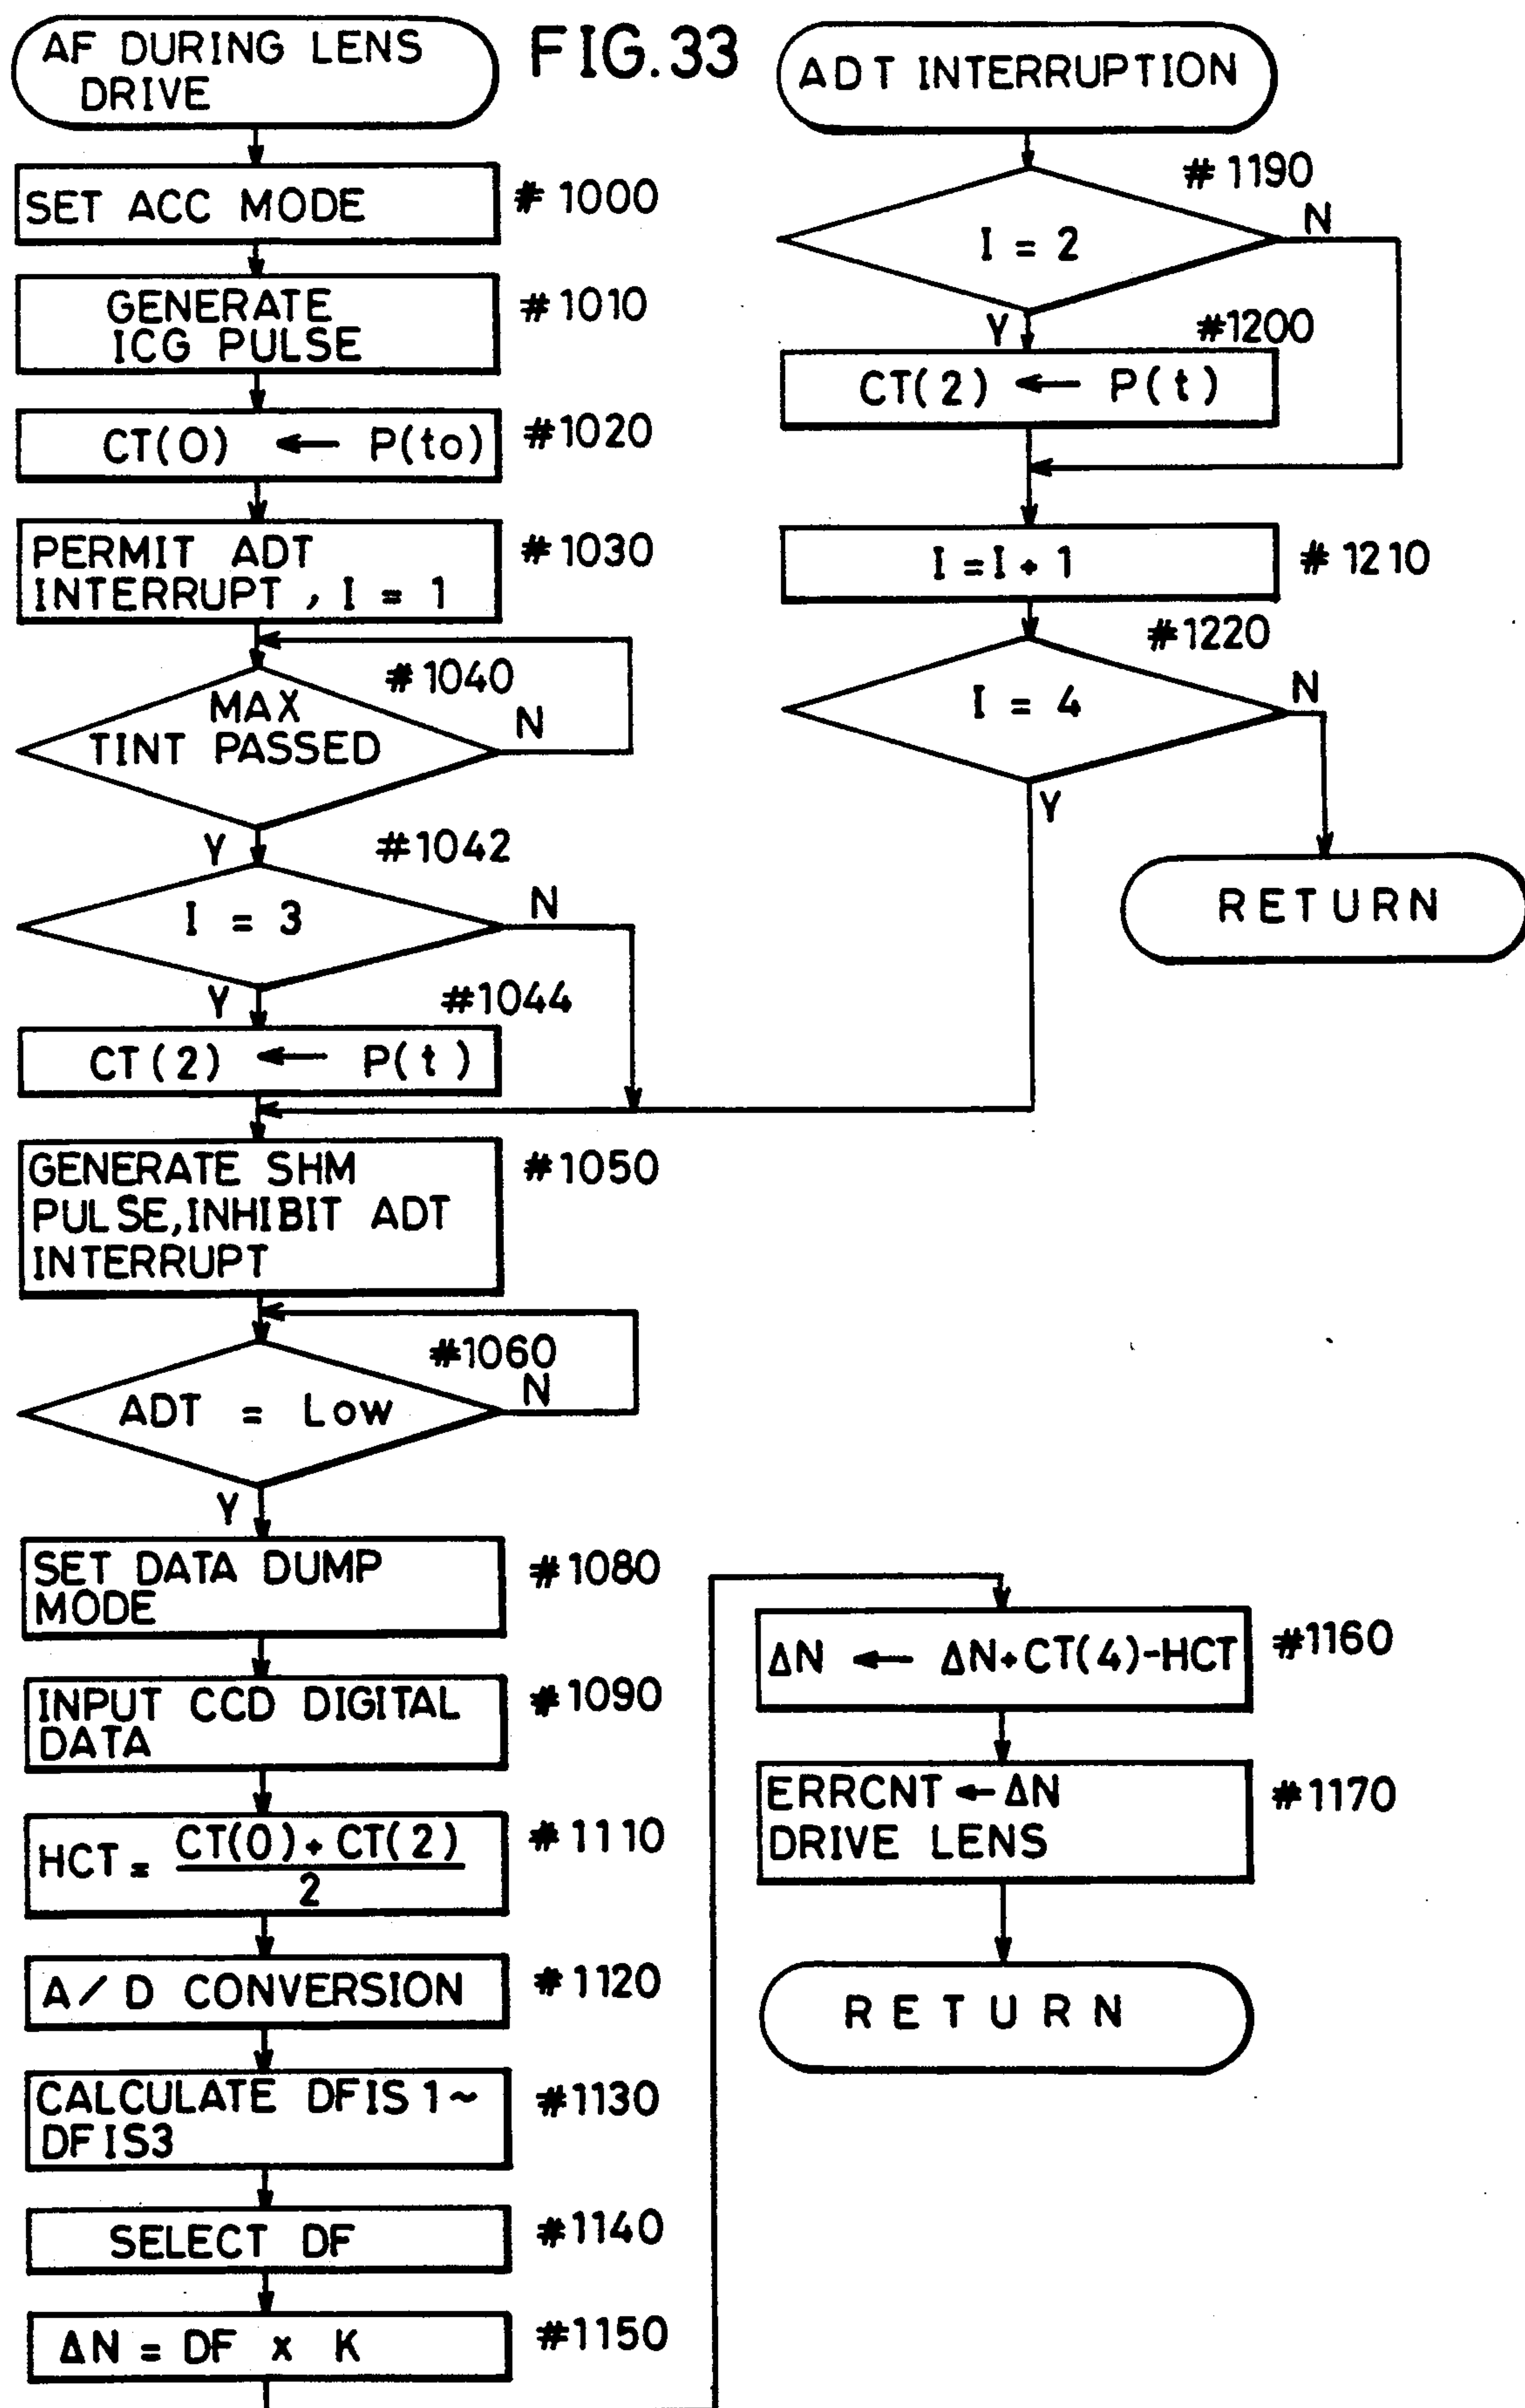 FIG.33
AF DURING LENS
DRIVE
SET ACC MODE
#1000
GENERATE
ICG PULSE
#1010
CT(0) ← P(to)
#1020
PERMIT ADT
INTERRUPT, I = 1
#1030
#1040
MAX
TINT PASSED
N
Y
#1042
I = 3
N
Y
#1044
CT(2) ← P(t)
GENERATE SHM
PULSE,INHIBIT ADT
INTERRUPT
#1050
#1060
ADT = Low
N
Y
SET DATA DUMP
MODE
#1080
INPUT CCD DIGITAL
DATA
#1090
HCT = CT(0)+CT(2)
2
#1110
A/D CONVERSION
#1120
CALCULATE DFIS1~
DFIS3
#1130
SELECT DF
#1140
ΔN = DF x K
#1150
ADT INTERRUPTION
#1190
I = 2
N
Y
#1200
CT(2) ← P(t)
I=I+1
#1210
#1220
I = 4
N
Y
RETURN
ΔN ← ΔN+CT(4)-HCT
#1160
ERRCNT ← ΔN
DRIVE LENS
#1170
RETURN